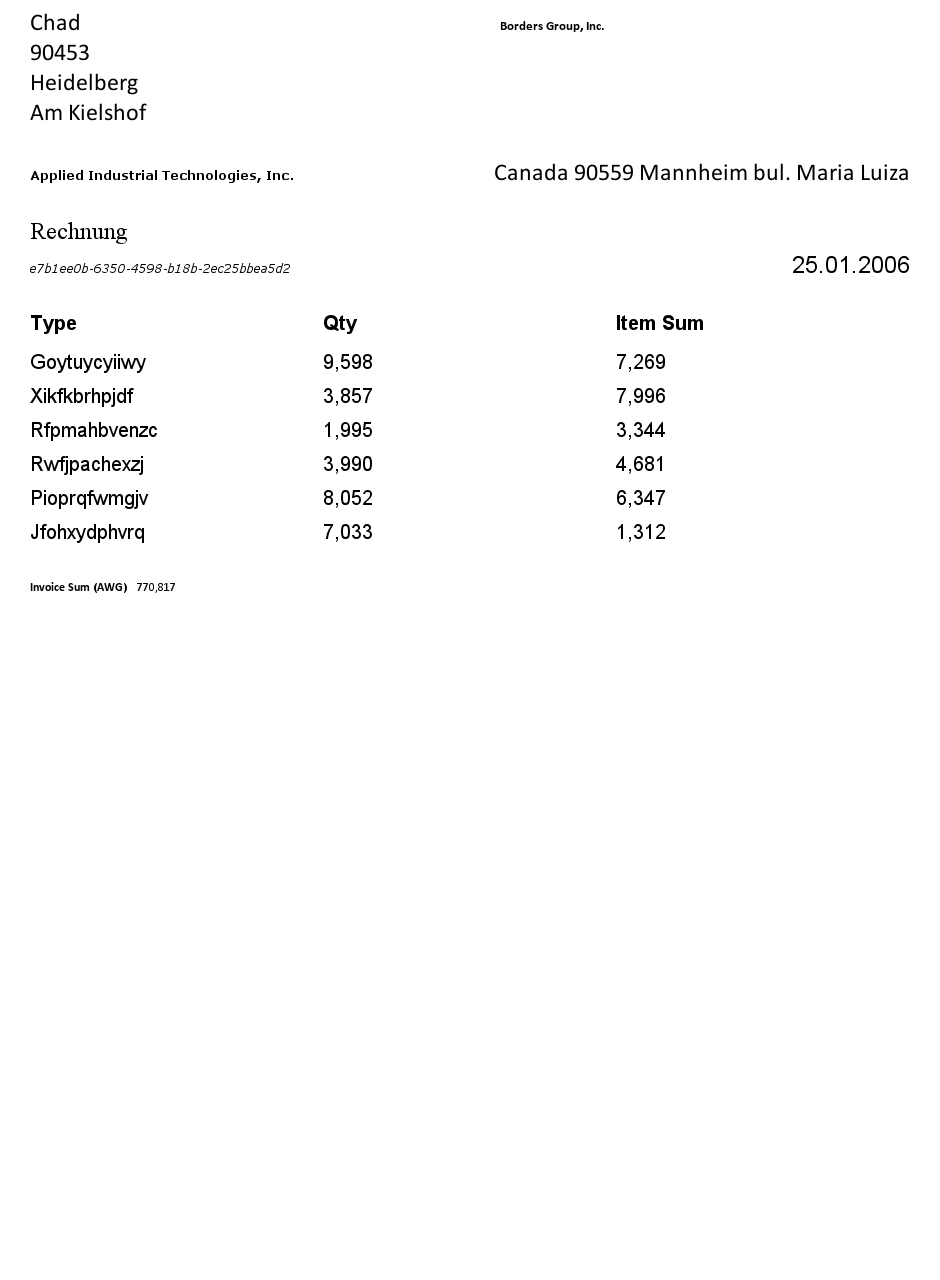 Chad
90453
Heidelberg
Am Kielshof
Borders Group, Inc.
Applied Industrial Technologies, Inc.
Canada 90559 Mannheim bul. Maria Luiza
Rechnung
e7b1ee0b-6350-4598-b18b-2ec25bbea5d2
25.01.2006
Type Qty Item Sum
Goytuycyiiwy 9,598 7,269
Xikfkbrhpjdf 3,857 7,996
Rfpmahbvenzc 1,995 3,344
Rwfjpachexzj 3,990 4,681
Pioprqfwmgjv 8,052 6,347
Jfohxydphvrq 7,033 1,312
Invoice Sum (AWG) 770,817